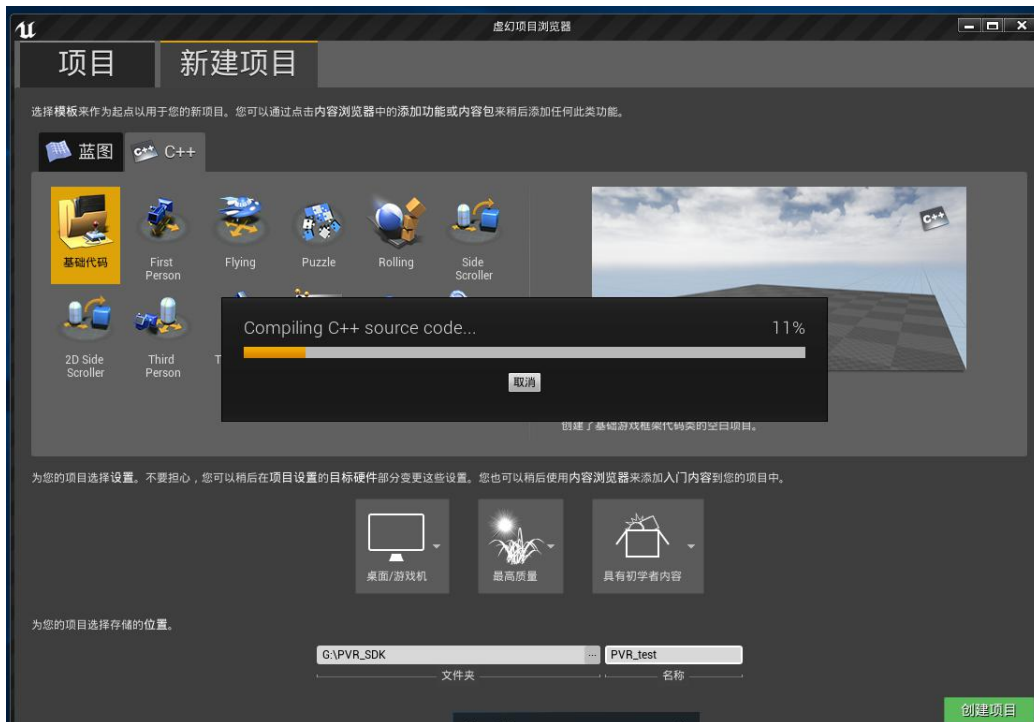 虚幻项目浏览器
项目
新建项目
选择模板来作为起点以用于您的新项目。您可以通过点击内容浏览器中的添加功能或内容包来稍后添加任何此类功能。
蓝图
C++
C++
基础代码
First Person
Flying
Puzzle
Rolling
Side Scroller
2D Side Scroller
Third Person
T
Compiling C++ source code...
11%
取消
创建了基础游戏框架代码类的空白项目。
为您的项目选择设置。不要担心，您可以稍后在项目设置的目标硬件部分变更这些设置。您也可以稍后使用内容浏览器来添加入门内容到您的项目中。
桌面/游戏机
最高质量
具有初学者内容
为您的项目选择存储的位置。
G:\PVR_SDK
...
PVR_test
文件夹
名称
创建项目